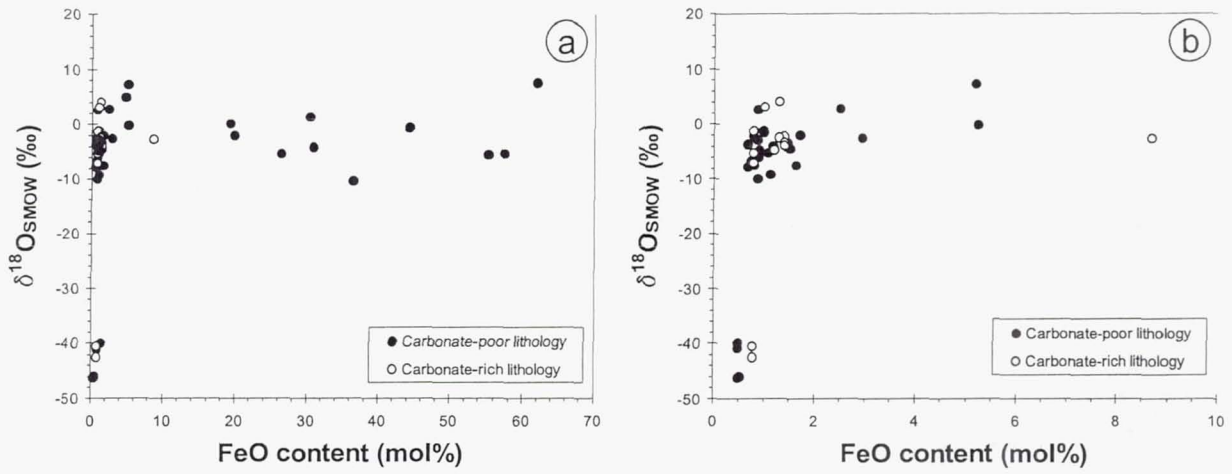 20
10
0
-10
-20
-30
-40
-50
δ18OSMOW (‰)
a
Carbonate-poor lithology
Carbonate-rich lithology
0 10 20 30 40 50 60 70
FeO content (mol%)
20
10
0
-10
-20
-30
-40
-50
δ18OSMOW (‰)
b
Carbonate-poor lithology
Carbonate-rich lithology
0 2 4 6 8 10
FeO content (mol%)